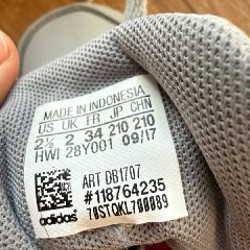 MADE IN INDONESIA
US UK FR JP CHN
2½ 2 34 210 210
HWI 28Y001 09/17
ART DB1707
#118764235
adidas